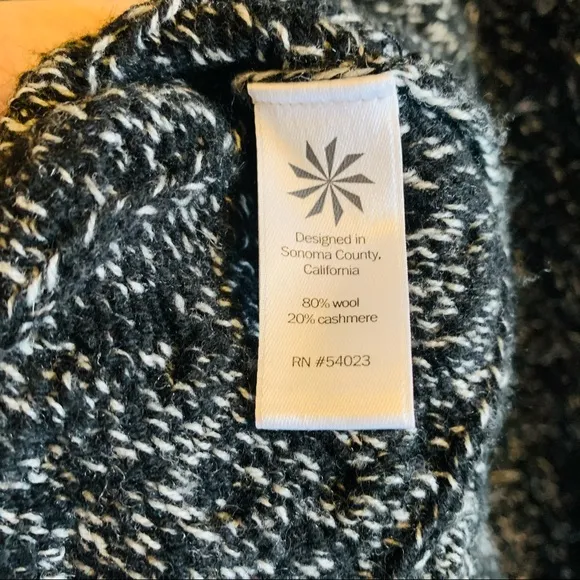 Designed in
Sonoma County,
California
80% wool
20% cashmere
RN #54023